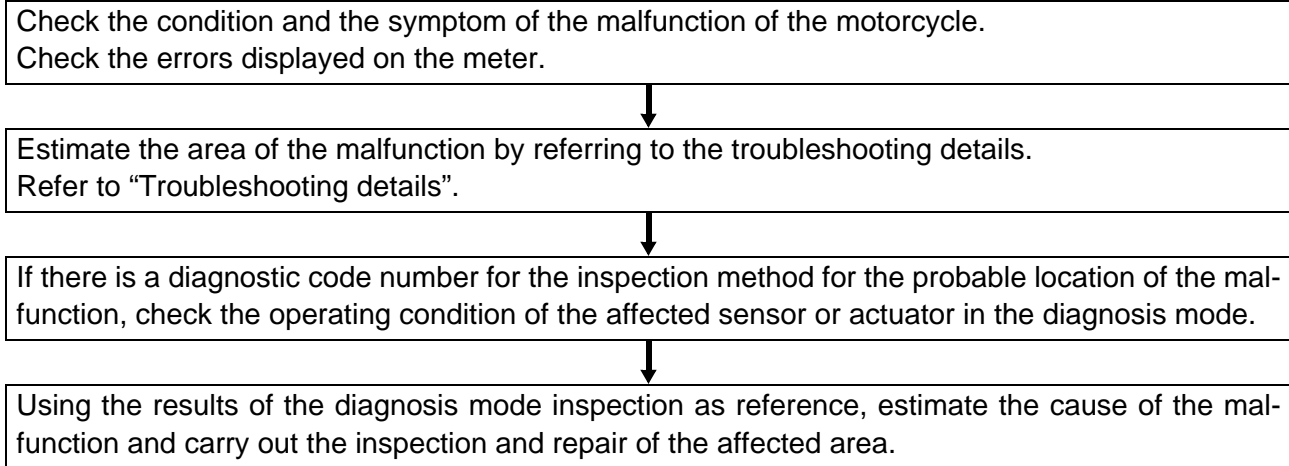 Check the condition and the symptom of the malfunction of the motorcycle.
Check the errors displayed on the meter.
Estimate the area of the malfunction by referring to the troubleshooting details.
Refer to “Troubleshooting details”.
If there is a diagnostic code number for the inspection method for the probable location of the mal-
function, check the operating condition of the affected sensor or actuator in the diagnosis mode.
Using the results of the diagnosis mode inspection as reference, estimate the cause of the mal-
function and carry out the inspection and repair of the affected area.